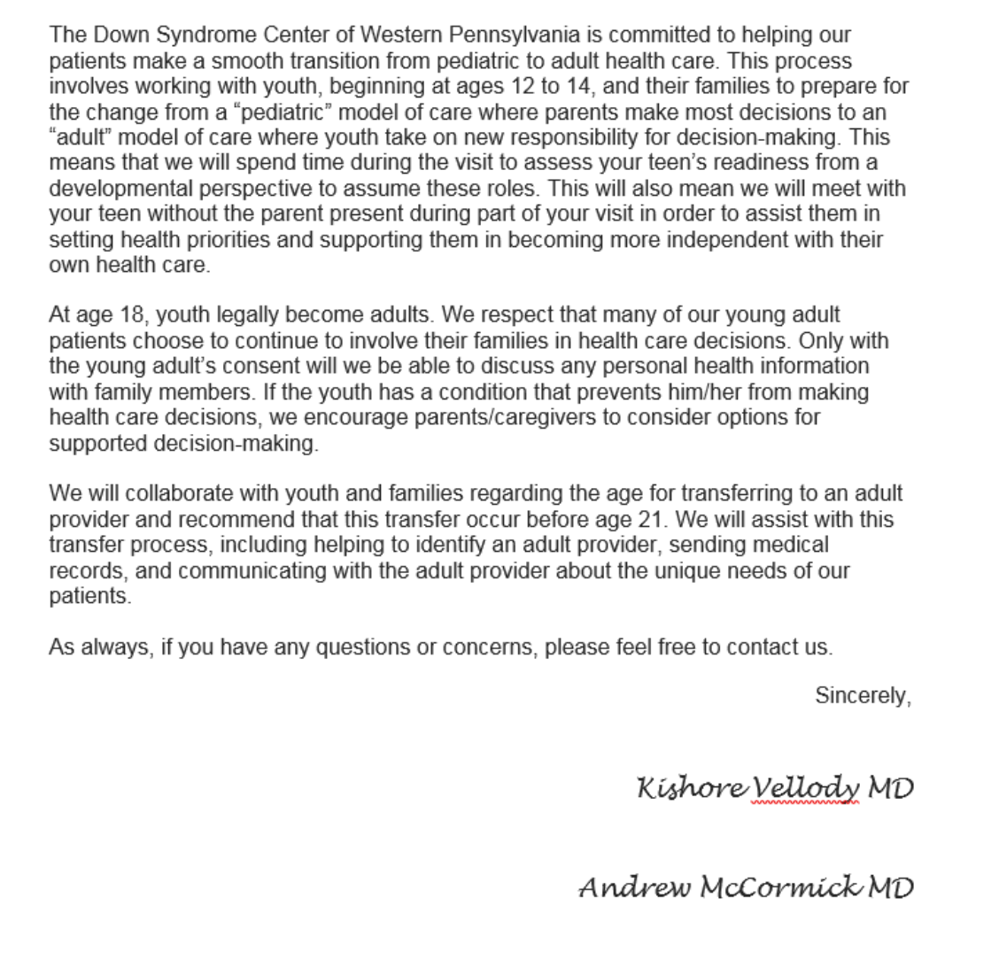 The Down Syndrome Center of Western Pennsylvania is committed to helping our
patients make a smooth transition from pediatric to adult health care. This process
involves working with youth, beginning at ages 12 to 14, and their families to prepare for
the change from a “pediatric” model of care where parents make most decisions to an
“adult” model of care where youth take on new responsibility for decision-making. This
means that we will spend time during the visit to assess your teen’s readiness from a
developmental perspective to assume these roles. This will also mean we will meet with
your teen without the parent present during part of your visit in order to assist them in
setting health priorities and supporting them in becoming more independent with their
own health care.
At age 18, youth legally become adults. We respect that many of our young adult
patients choose to continue to involve their families in health care decisions. Only with
the young adult’s consent will we be able to discuss any personal health information
with family members. If the youth has a condition that prevents him/her from making
health care decisions, we encourage parents/caregivers to consider options for
supported decision-making.
We will collaborate with youth and families regarding the age for transferring to an adult
provider and recommend that this transfer occur before age 21. We will assist with this
transfer process, including helping to identify an adult provider, sending medical
records, and communicating with the adult provider about the unique needs of our
patients.
As always, if you have any questions or concerns, please feel free to contact us.
Sincerely,
Kishore Vellody MD
Andrew McCormick MD